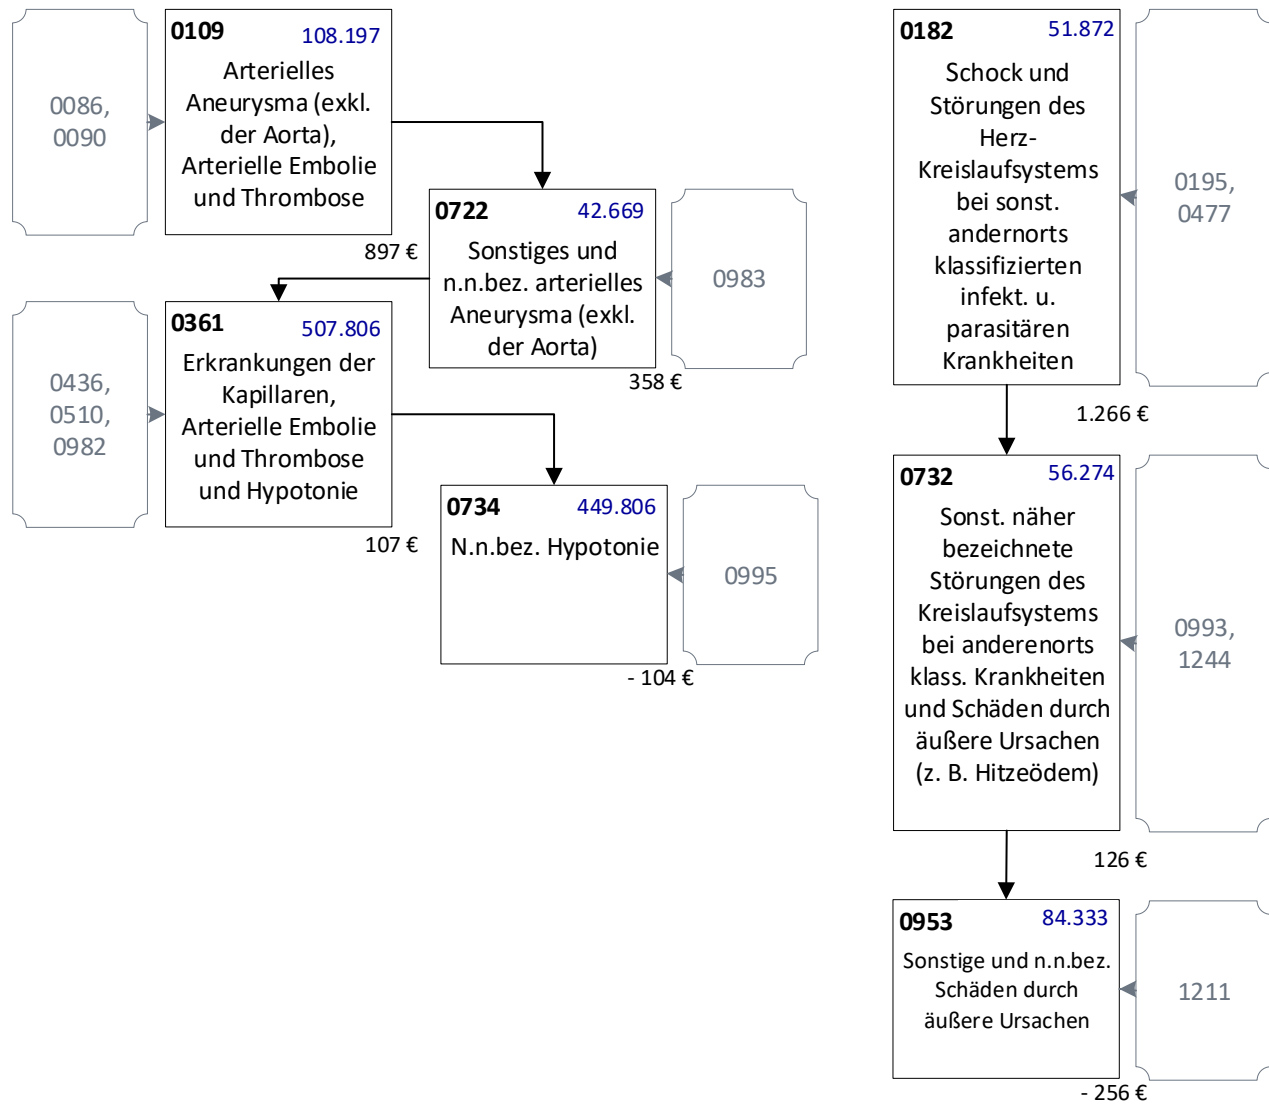 0086,
0090
0109
108.197
Arterielles
Aneurysma (exkl.
der Aorta),
Arterielle Embolie
und Thrombose
897 €
0722
42.669
Sonstiges und
n.n.bez. arterielles
Aneurysma (exkl.
der Aorta)
358 €
0983
0436,
0510,
0982
0361
507.806
Erkrankungen der
Kapillaren,
Arterielle Embolie
und Thrombose
und Hypotonie
107 €
0734
449.806
N.n.bez. Hypotonie
- 104 €
0995
0182
51.872
Schock und
Störungen des
Herz-
Kreislaufsystems
bei sonst.
andernorts
klassifizierten
infekt. u.
parasitären
Krankheiten
1.266 €
0195,
0477
0732
56.274
Sonst. näher
bezeichnete
Störungen des
Kreislaufsystems
bei anderenorts
klass. Krankheiten
und Schäden durch
äußere Ursachen
(z. B. Hitzeödem)
126 €
0993,
1244
0953
84.333
Sonstige und n.n.bez.
Schäden durch
äußere Ursachen
- 256 €
1211